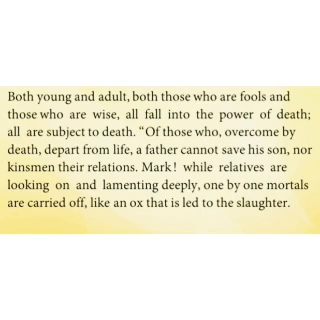 Both young and adult, both those who are fools and
those who are wise, all fall into the power of death;
all are subject to death. “Of those who, overcome by
death, depart from life, a father cannot save his son, nor
kinsmen their relations. Mark! while relatives are
looking on and lamenting deeply, one by one mortals
are carried off, like an ox that is led to the slaughter.